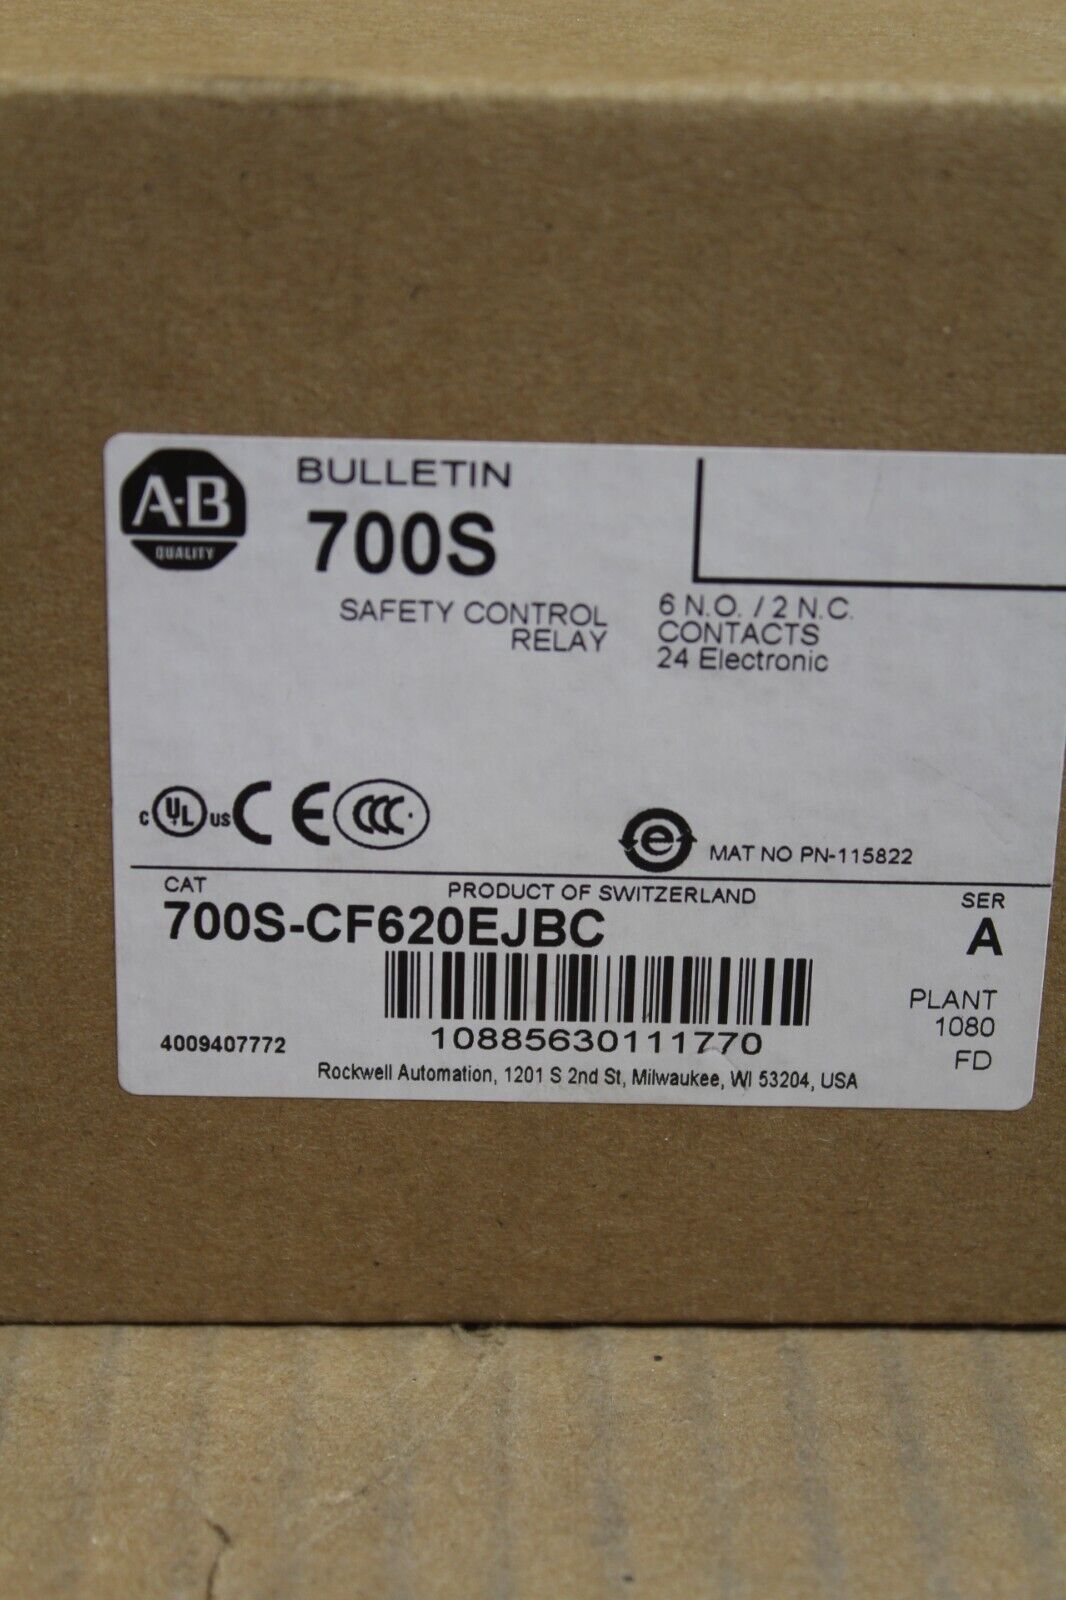 A-B
QUALITY
BULLETIN
700S
SAFETY CONTROL
RELAY
6 N.O. / 2 N.C.
CONTACTS
24 Electronic
c UL us CE CCC
e
MAT NO PN-115822
CAT
PRODUCT OF SWITZERLAND
SER
700S-CF620EJBC
A
PLANT
1080
FD
4009407772
10885630111770
Rockwell Automation, 1201 S 2nd St, Milwaukee, WI 53204, USA